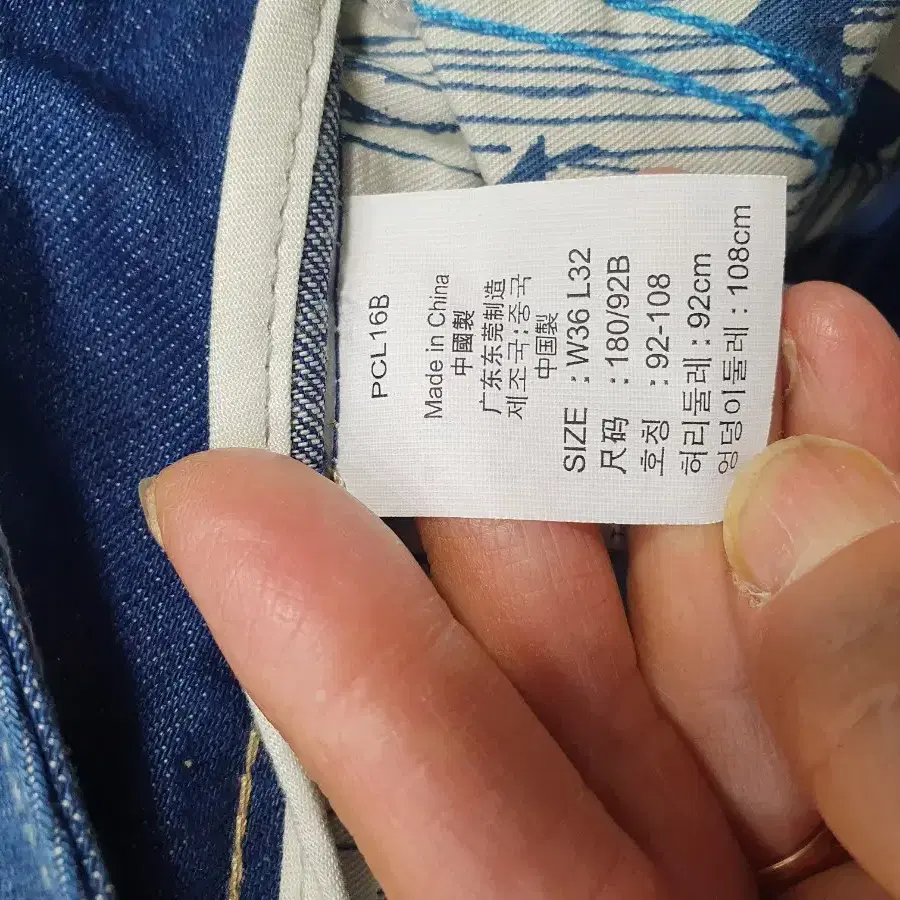 PCL16B
Made in China
中國製
广东东莞制造
제조국:중국
中国製
SIZE : W36 L32
尺码 : 180/92B
호칭 : 92-108
허리둘레 : 92cm
엉덩이둘레 : 108cm